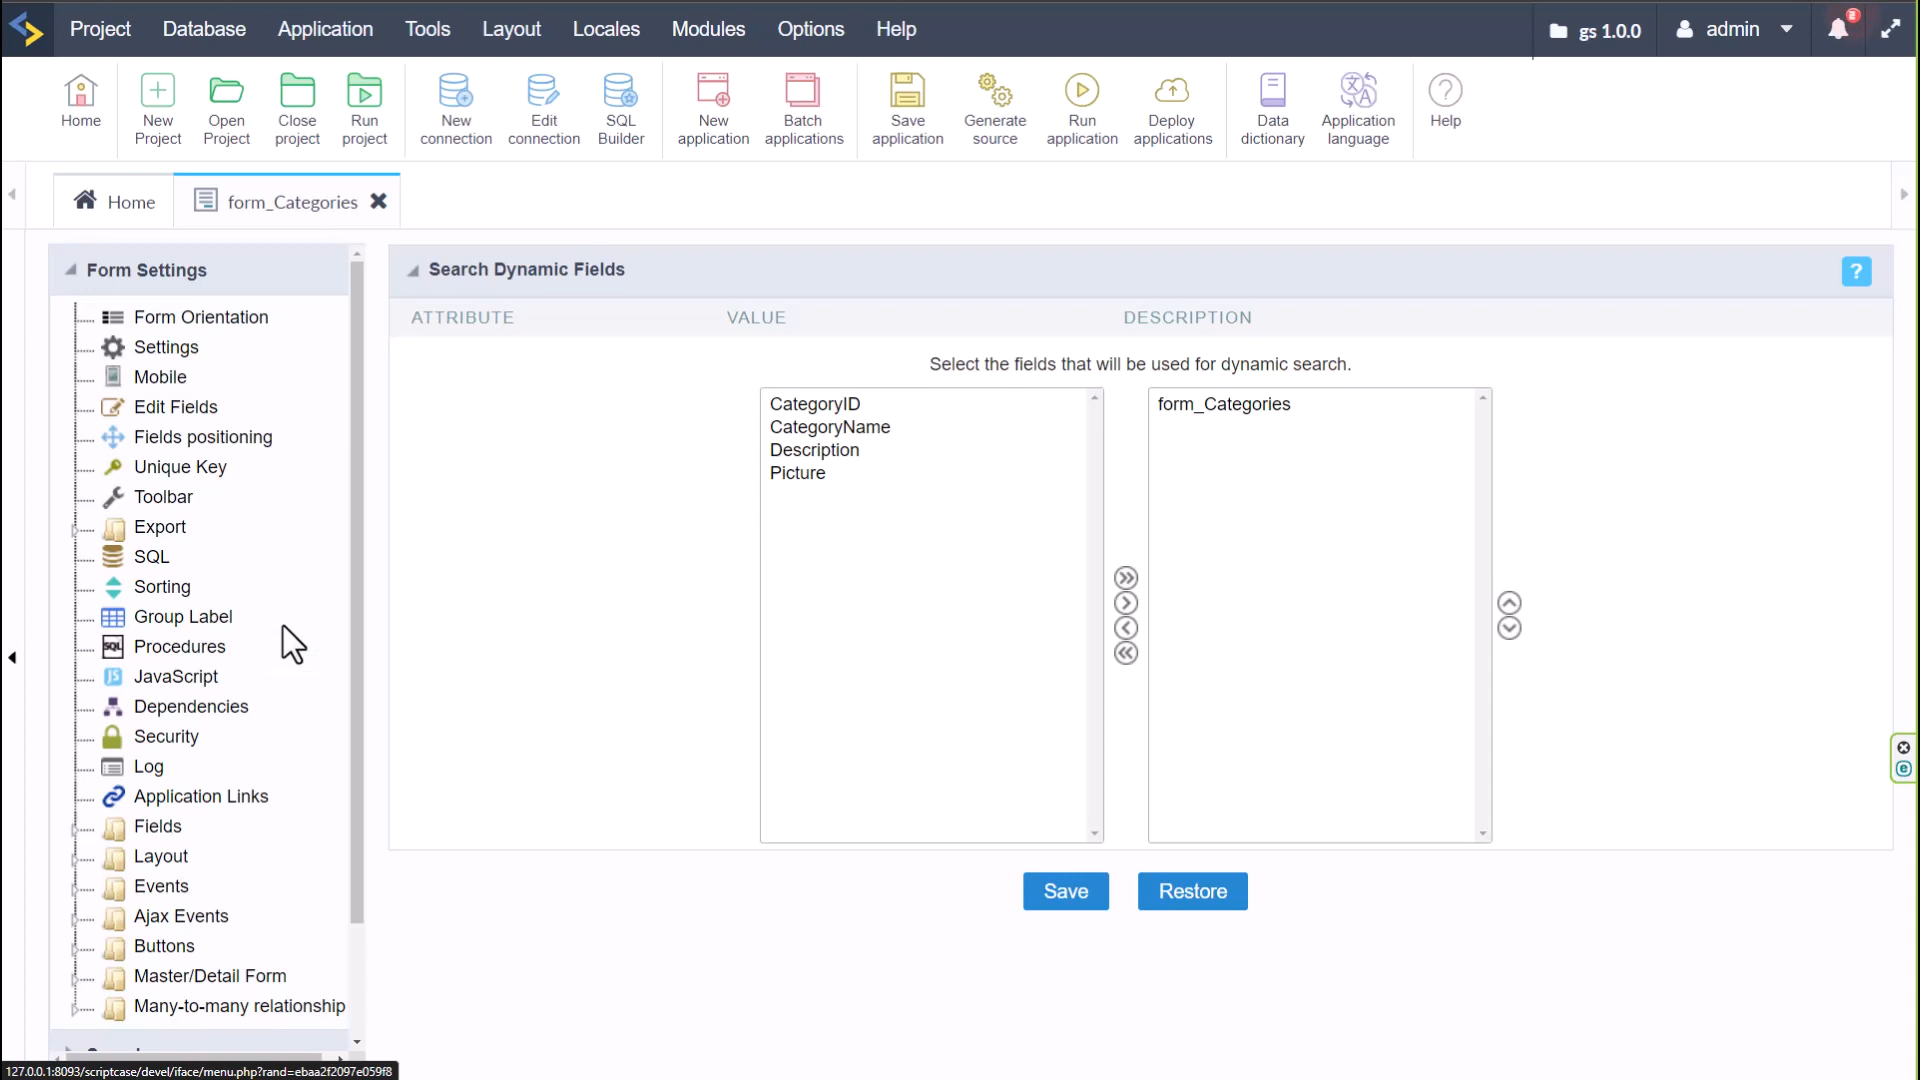 Project Database Application Tools Layout Locales Modules Options Help gs 1.0.0 admin
Home
New Project
Open Project
Close project
Run project
New connection
Edit connection
SQL Builder
New application
Batch applications
Save application
Generate source
Run application
Deploy applications
Data dictionary
Application language
Help
Home form_Categories
Form Settings
Form Orientation
Settings
Mobile
Edit Fields
Fields positioning
Unique Key
Toolbar
Export
SQL
Sorting
Group Label
SQL Procedures
JS JavaScript
Dependencies
Security
Log
Application Links
Fields
Layout
Events
Ajax Events
Buttons
Master/Detail Form
Many-to-many relationship
Search Dynamic Fields ?
ATTRIBUTE VALUE DESCRIPTION
Select the fields that will be used for dynamic search.
CategoryID
CategoryName
Description
Picture
form_Categories
Save Restore
127.0.0.1:8093/scriptcase/devel/iface/menu.php?rand=ebaa2f2097e059f8